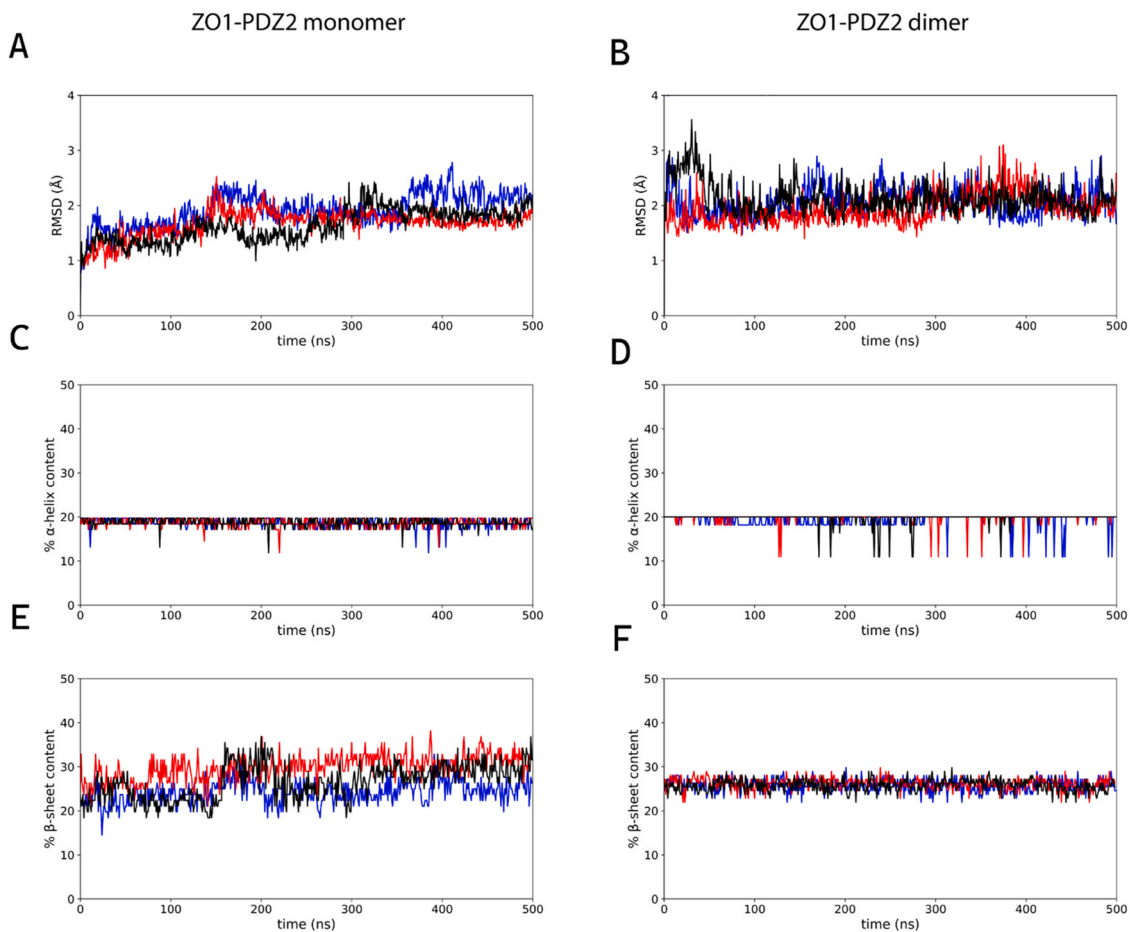 ZO1-PDZ2 monomer
ZO1-PDZ2 dimer
A
4
3
2
1
0
RMSD (Å)
0 100 200 300 400 500
time (ns)
B
4
3
2
1
0
RMSD (Å)
0 100 200 300 400 500
time (ns)
C
50
40
30
20
10
0
% α-helix content
0 100 200 300 400 500
time (ns)
D
50
40
30
20
10
0
% α-helix content
0 100 200 300 400 500
time (ns)
E
50
40
30
20
10
0
% β-sheet content
0 100 200 300 400 500
time (ns)
F
50
40
30
20
10
0
% β-sheet content
0 100 200 300 400 500
time (ns)